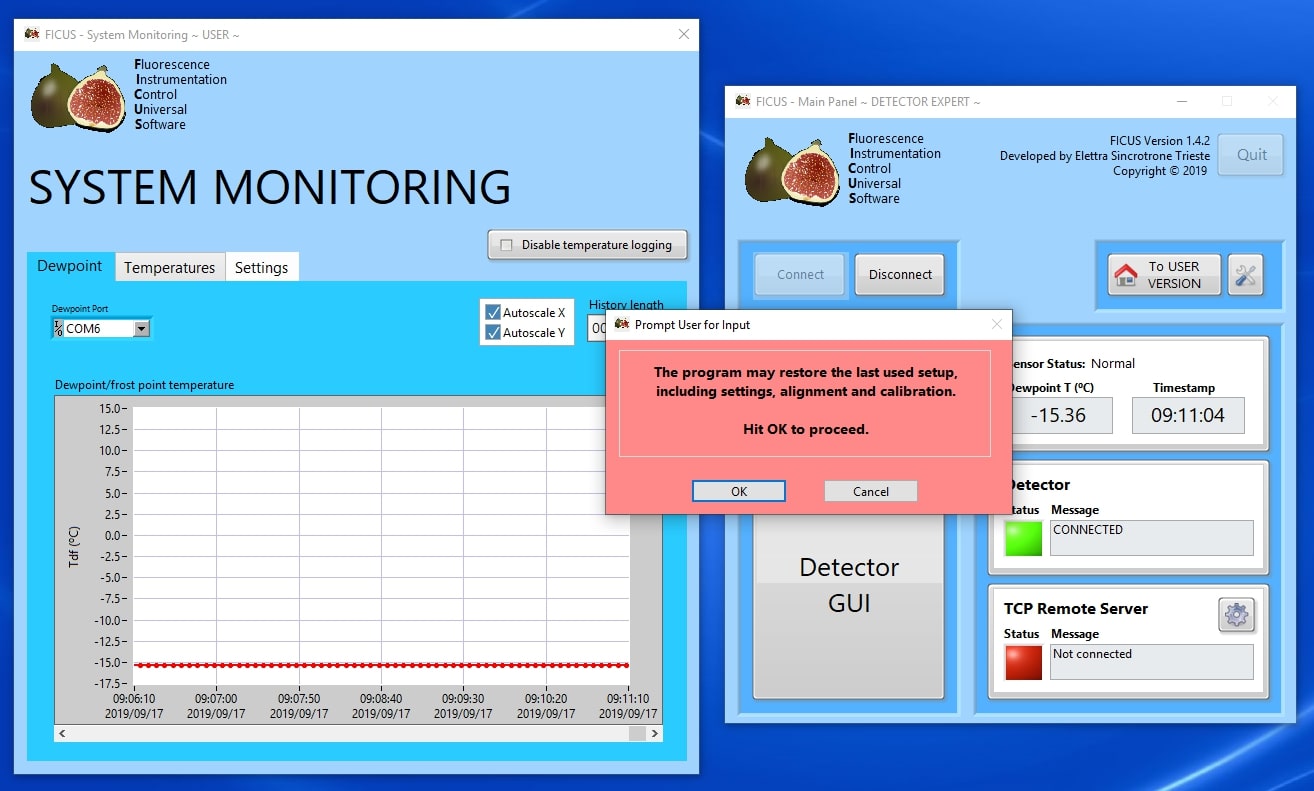 FICUS - System Monitoring ~ USER ~
Fluorescence
Instrumentation
Control
Universal
Software
SYSTEM MONITORING
Disable temperature logging
Dewpoint
Temperatures
Settings
Dewpoint Port
COM6
Autoscale X
Autoscale Y
History length
00
Dewpoint/frost point temperature
Tdf (ºC)
15.0
12.5
10.0
7.5
5.0
2.5
0.0
-2.5
-5.0
-7.5
-10.0
-12.5
-15.0
-17.5
09:06:10 09:07:00 09:07:50 09:08:40 09:09:30 09:10:20 09:11:10
2019/09/17 2019/09/17 2019/09/17 2019/09/17 2019/09/17 2019/09/17 2019/09/17
FICUS - Main Panel ~ DETECTOR EXPERT ~
Fluorescence
Instrumentation
Control
Universal
Software
FICUS Version 1.4.2
Developed by Elettra Sincrotrone Trieste
Copyright © 2019
Quit
Connect
Disconnect
To USER
VERSION
Prompt User for Input
The program may restore the last used setup,
including settings, alignment and calibration.
Hit OK to proceed.
OK
Cancel
ensor Status: Normal
Dewpoint T (ºC)
Timestamp
-15.36
09:11:04
Detector
tatus Message
CONNECTED
Detector
GUI
TCP Remote Server
Status Message
Not connected